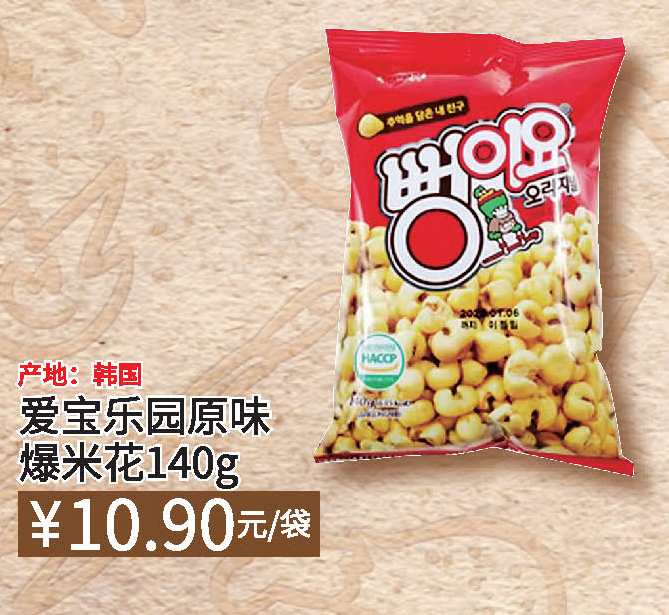 추억을 담은 내 친구
뻥이요
오리지널
까지
HACCP
产地：韩国
爱宝乐园原味
爆米花140g
￥10.90元/袋